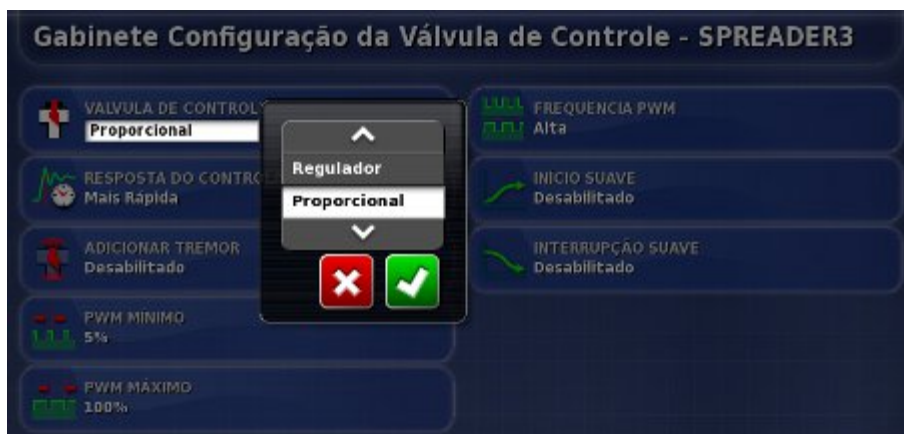 Gabinete Configuração da Válvula de Controle - SPREADER3
VALVULA DE CONTROL
Proporcional
RESPOSTA DO CONTRO
Mais Rápida
ADICIONAR TREMOR
Desabilitado
PWM MINIMO
5%
PWM MÁXIMO
100%
Regulador
Proporcional
FREQUENCIA PWM
Alta
INICIO SUAVE
Desabilitado
INTERRUPÇÃO SUAVE
Desabilitado